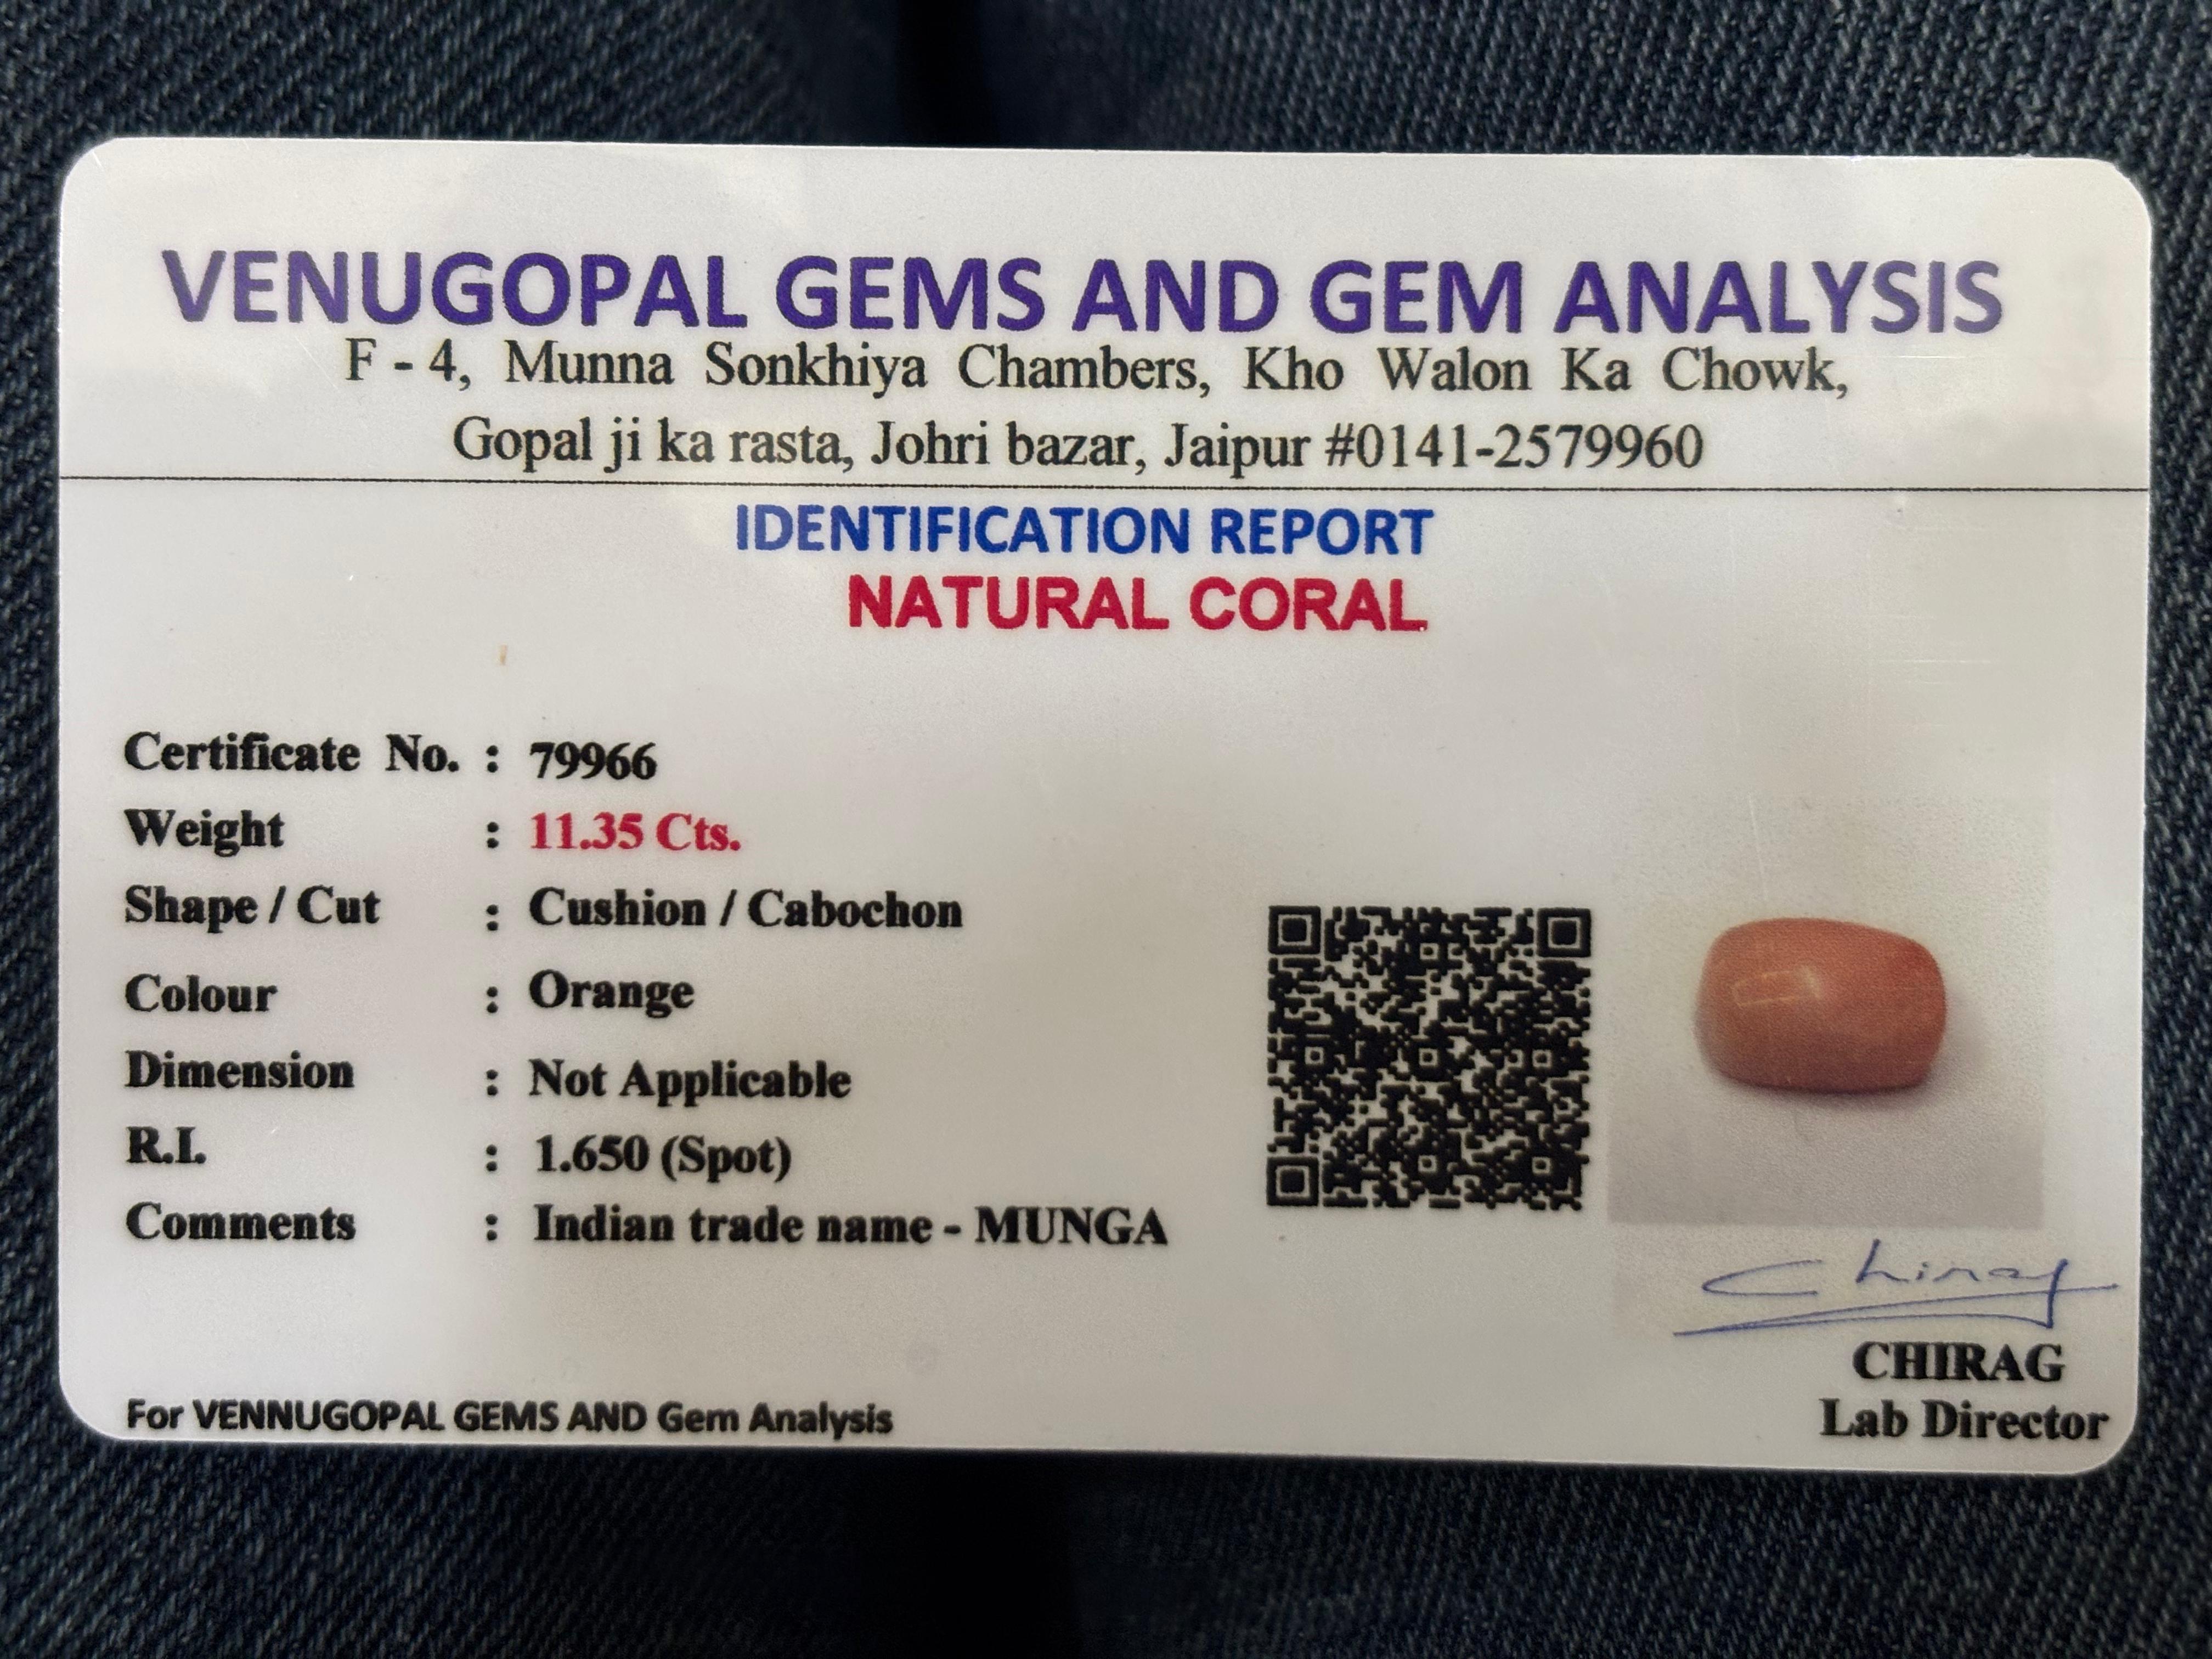 VENUGOPAL GEMS AND GEM ANALYSIS
F - 4, Munna Sonkhiya Chambers, Kho Walon Ka Chowk,
Gopal ji ka rasta, Johri bazar, Jaipur #0141-2579960
IDENTIFICATION REPORT
NATURAL CORAL
Certificate No. : 79966
Weight : 11.35 Cts.
Shape / Cut : Cushion / Cabochon
Colour : Orange
Dimension : Not Applicable
R.I. : 1.650 (Spot)
Comments : Indian trade name - MUNGA
Chirag
CHIRAG
Lab Director
For VENNUGOPAL GEMS AND Gem Analysis